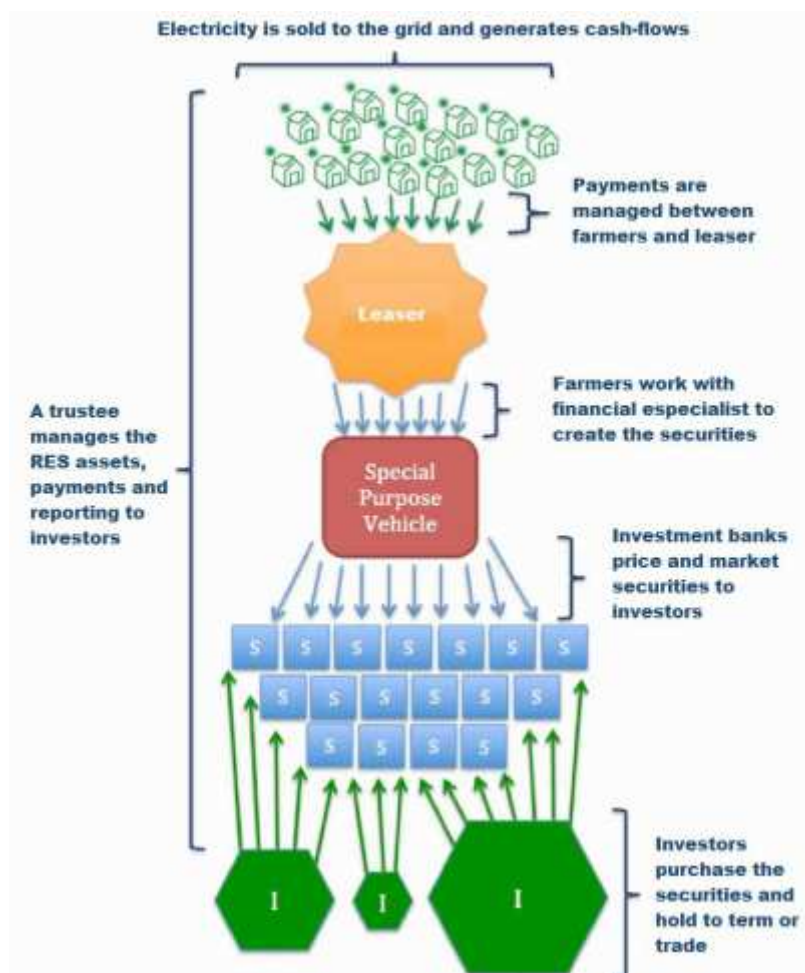 Electricity is sold to the grid and generates cash-flows
Payments are
managed between
farmers and leaser
Leaser
Farmers work with
financial especialist to
create the securities
A trustee
manages the
RES assets,
payments and
reporting to
investors
Special
Purpose
Vehicle
Investment banks
price and market
securities to
investors
S S S S S S S
S S S S S S
S S S S
Investors
purchase the
securities and
hold to term or
trade
I I I